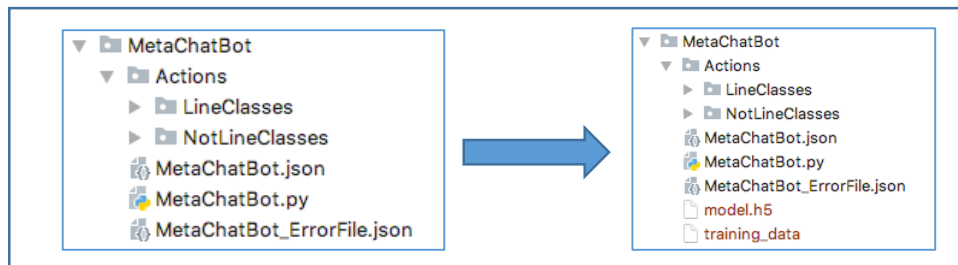 MetaChatBot
Actions
LineClasses
NotLineClasses
MetaChatBot.json
MetaChatBot.py
MetaChatBot_ErrorFile.json
MetaChatBot
Actions
LineClasses
NotLineClasses
MetaChatBot.json
MetaChatBot.py
MetaChatBot_ErrorFile.json
model.h5
training_data